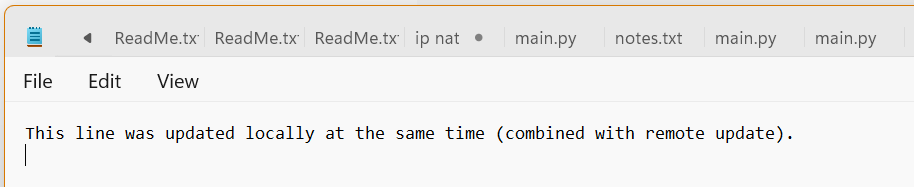 ReadMe.tx ReadMe.tx ReadMe.tx ip nat main.py notes.txt main.py main.py
File Edit View
This line was updated locally at the same time (combined with remote update).